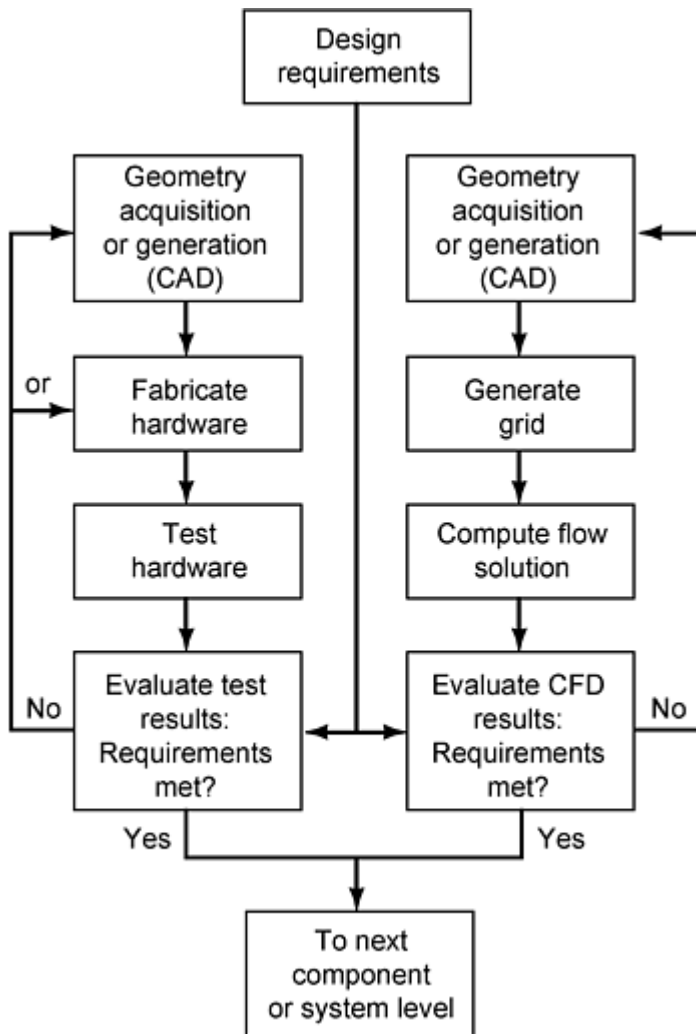 Design
requirements
Geometry
acquisition
or generation
(CAD)
Geometry
acquisition
or generation
(CAD)
or
Fabricate
hardware
Generate
grid
Test
hardware
Compute flow
solution
No
Evaluate test
results:
Requirements
met?
Evaluate CFD
results:
Requirements
met?
No
Yes
Yes
To next
component
or system level